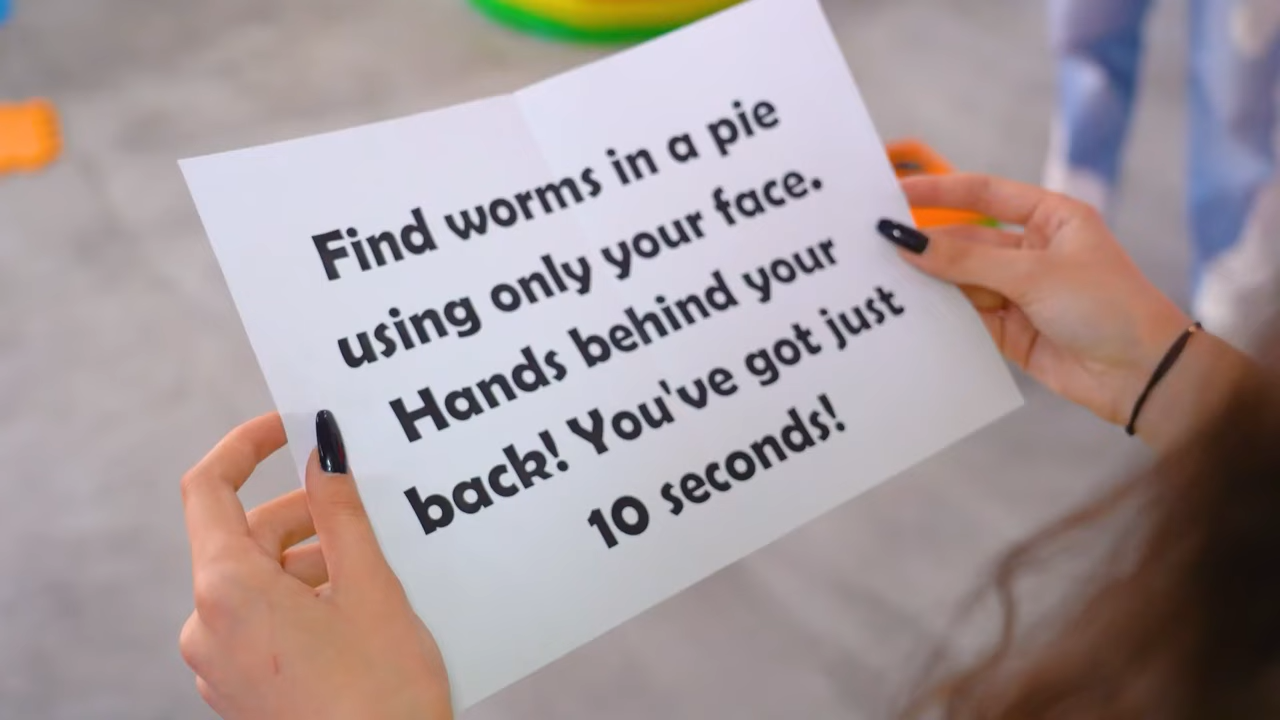 Find worms in a pie
using only your face.
Hands behind your
back! You've got just
10 seconds!